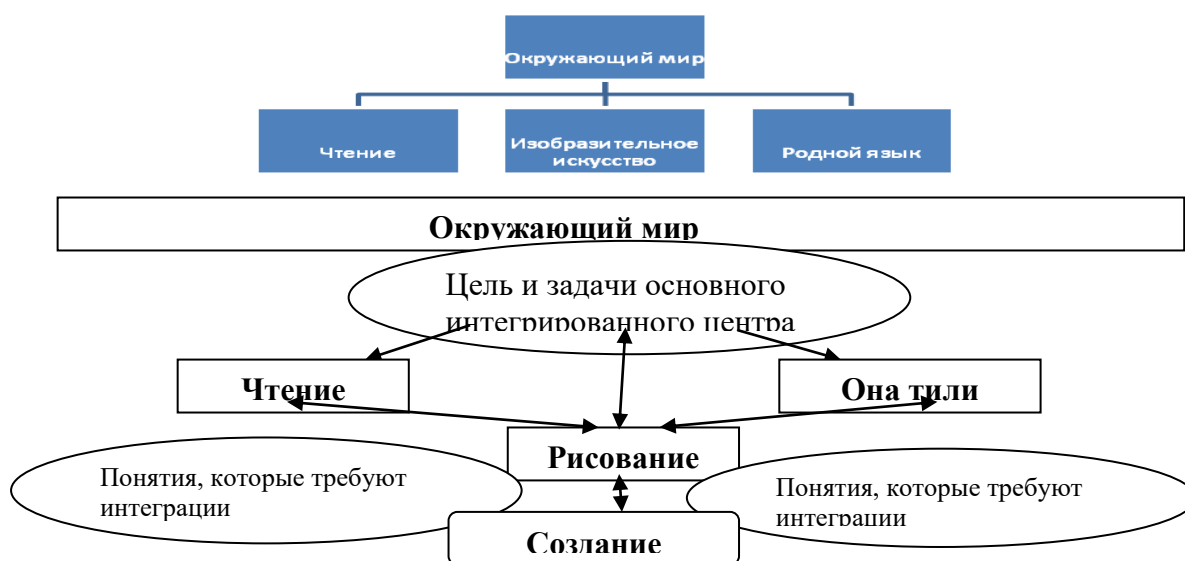 Окружающий мир
Чтение
Изобразительное
искусство
Родной язык
Окружающий мир
Цель и задачи основного
интегрированного центра
Чтение
Она тили
Рисование
Понятия, которые требуют
интеграции
Понятия, которые требуют
интеграции
Создание